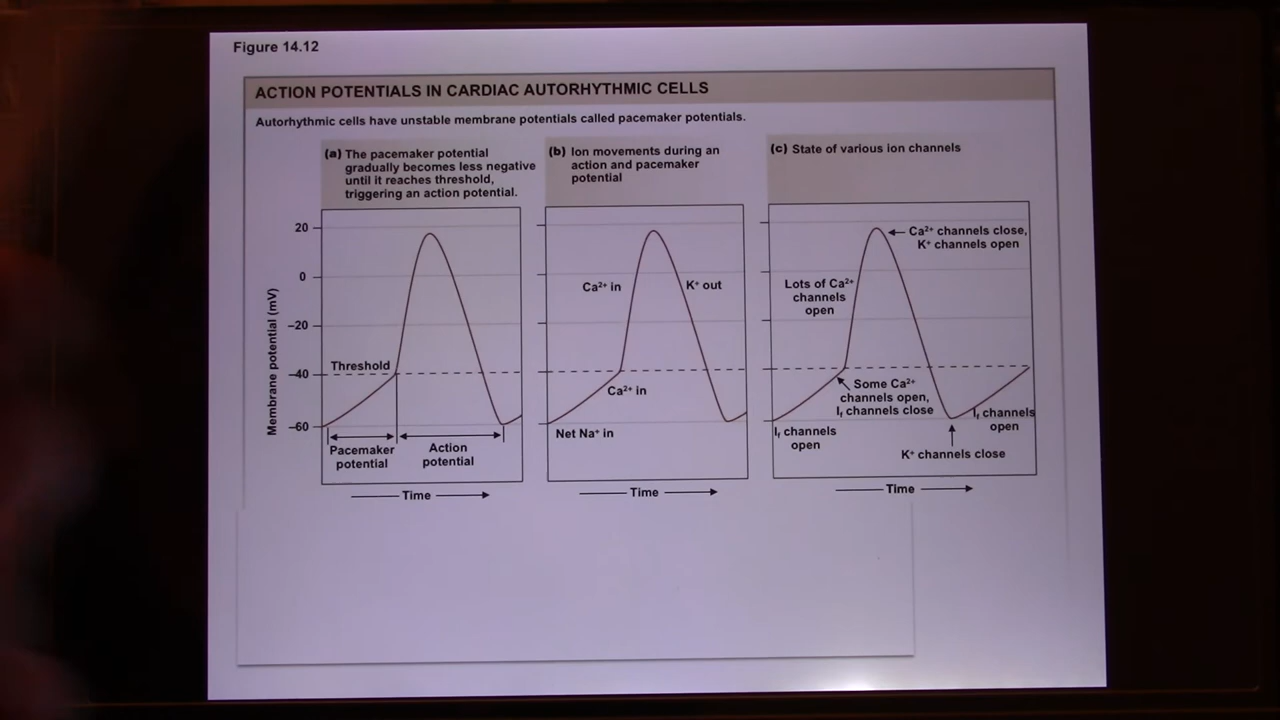 Figure 14.12
ACTION POTENTIALS IN CARDIAC AUTORHYTHMIC CELLS
Autorhythmic cells have unstable membrane potentials called pacemaker potentials.
(a) The pacemaker potential
gradually becomes less negative
until it reaches threshold,
triggering an action potential.
Membrane potential (mV)
20
0
–20
–40
–60
Threshold
Pacemaker
potential
Action
potential
Time
(b) Ion movements during an
action and pacemaker
potential
Ca²⁺ in
K⁺ out
Ca²⁺ in
Net Na⁺ in
Time
(c) State of various ion channels
Ca²⁺ channels close,
K⁺ channels open
Lots of Ca²⁺
channels
open
Some Ca²⁺
channels open,
If channels close
If channels
open
If channels
open
K⁺ channels close
Time